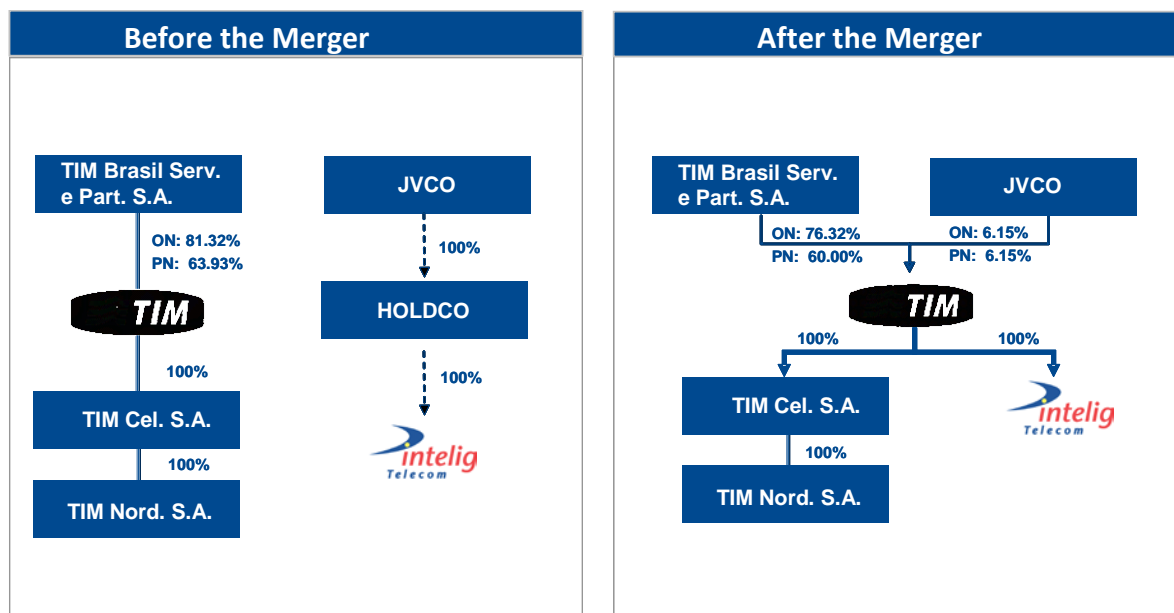 Before the Merger
TIM Brasil Serv.
e Part. S.A.
JVCO
ON: 81.32%
PN: 63.93%
100%
TIM
HOLDCO
100%
100%
TIM Cel. S.A.
intelig
Telecom
100%
TIM Nord. S.A.
After the Merger
TIM Brasil Serv.
e Part. S.A.
JVCO
ON: 76.32%
PN: 60.00%
ON: 6.15%
PN: 6.15%
TIM
100%
100%
TIM Cel. S.A.
intelig
Telecom
100%
TIM Nord. S.A.